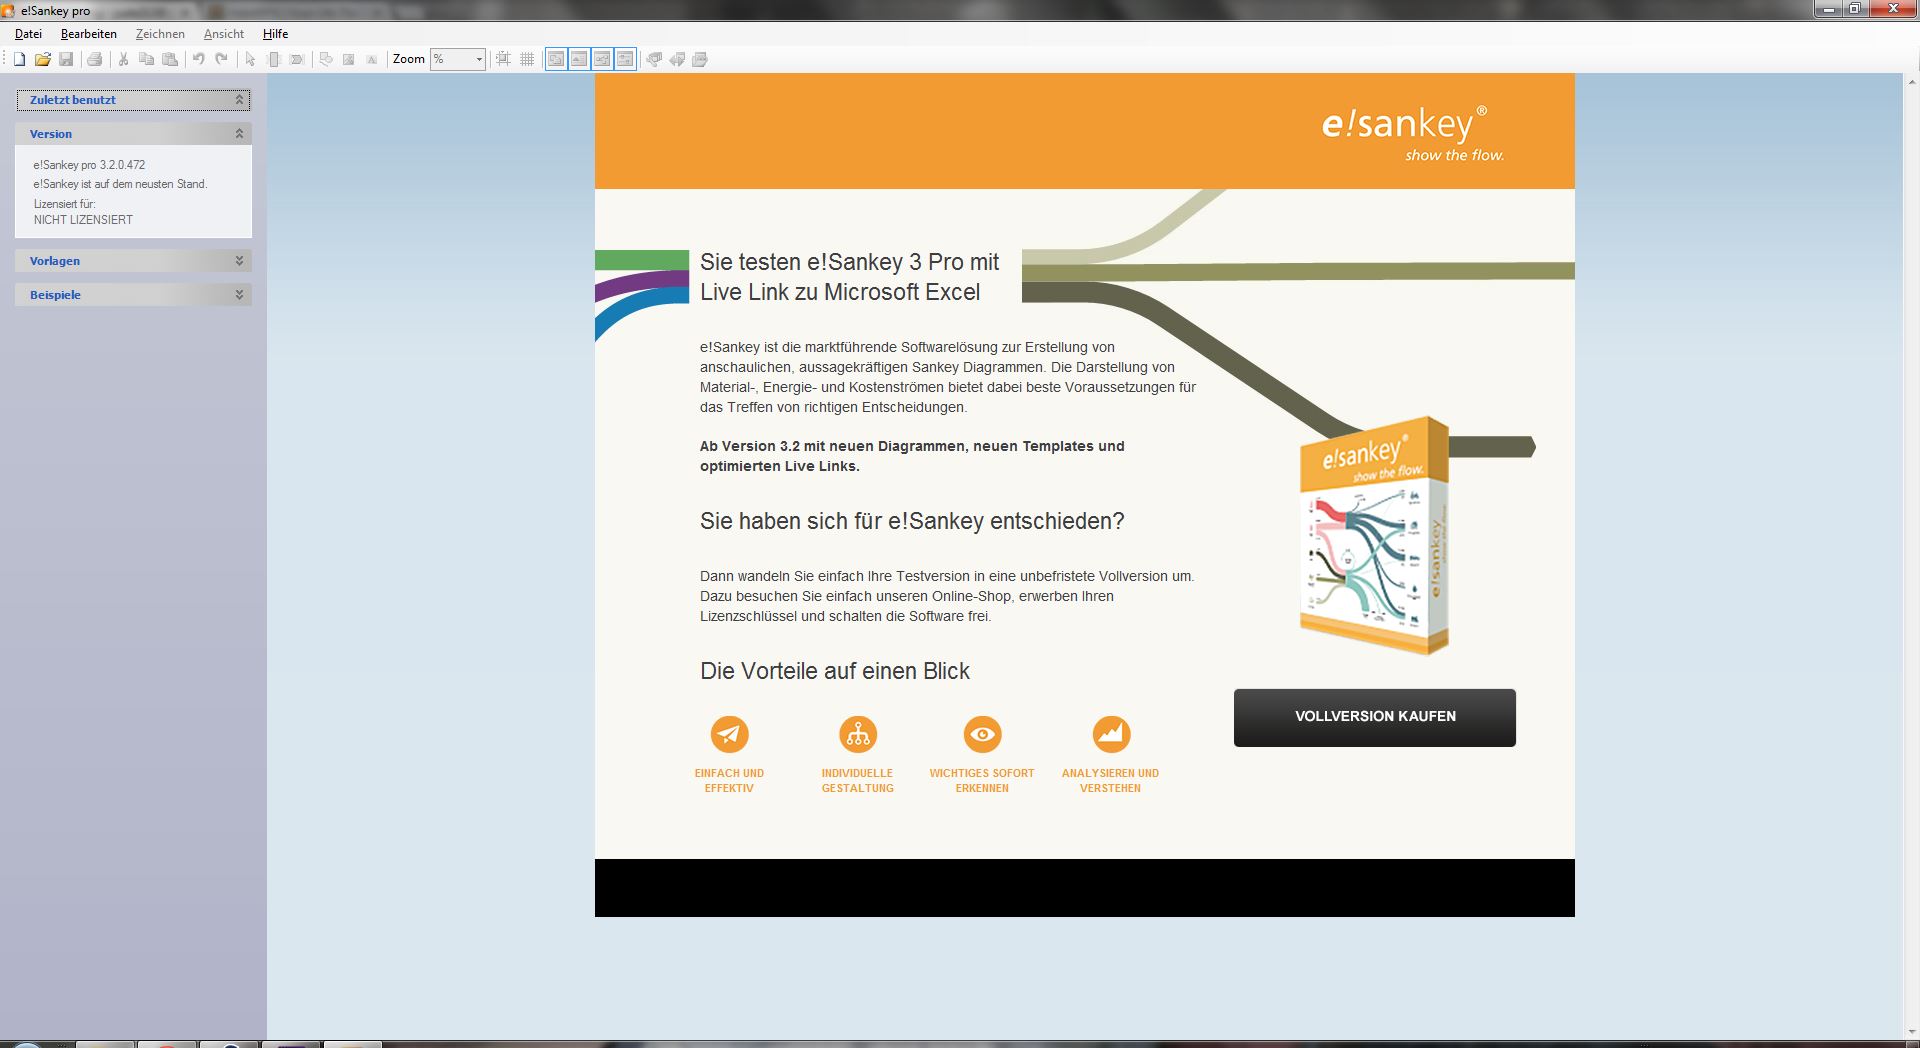 e!Sankey pro
Datei Bearbeiten Zeichnen Ansicht Hilfe
Zoom %
Zuletzt benutzt
Version
e!Sankey pro 3.2.0.472
e!Sankey ist auf dem neusten Stand.
Lizensiert für:
NICHT LIZENSIERT
Vorlagen
Beispiele
e!sankey®
show the flow.
Sie testen e!Sankey 3 Pro mit
Live Link zu Microsoft Excel
e!Sankey ist die marktführende Softwarelösung zur Erstellung von
anschaulichen, aussagekräftigen Sankey Diagrammen. Die Darstellung von
Material-, Energie- und Kostenströmen bietet dabei beste Voraussetzungen für
das Treffen von richtigen Entscheidungen.
Ab Version 3.2 mit neuen Diagrammen, neuen Templates und
optimierten Live Links.
Sie haben sich für e!Sankey entschieden?
Dann wandeln Sie einfach Ihre Testversion in eine unbefristete Vollversion um.
Dazu besuchen Sie einfach unseren Online-Shop, erwerben Ihren
Lizenzschlüssel und schalten die Software frei.
Die Vorteile auf einen Blick
EINFACH UND
EFFEKTIV
INDIVIDUELLE
GESTALTUNG
WICHTIGES SOFORT
ERKENNEN
ANALYSIEREN UND
VERSTEHEN
e!sankey®
show the flow.
e!sankey
show the flow
VOLLVERSION KAUFEN